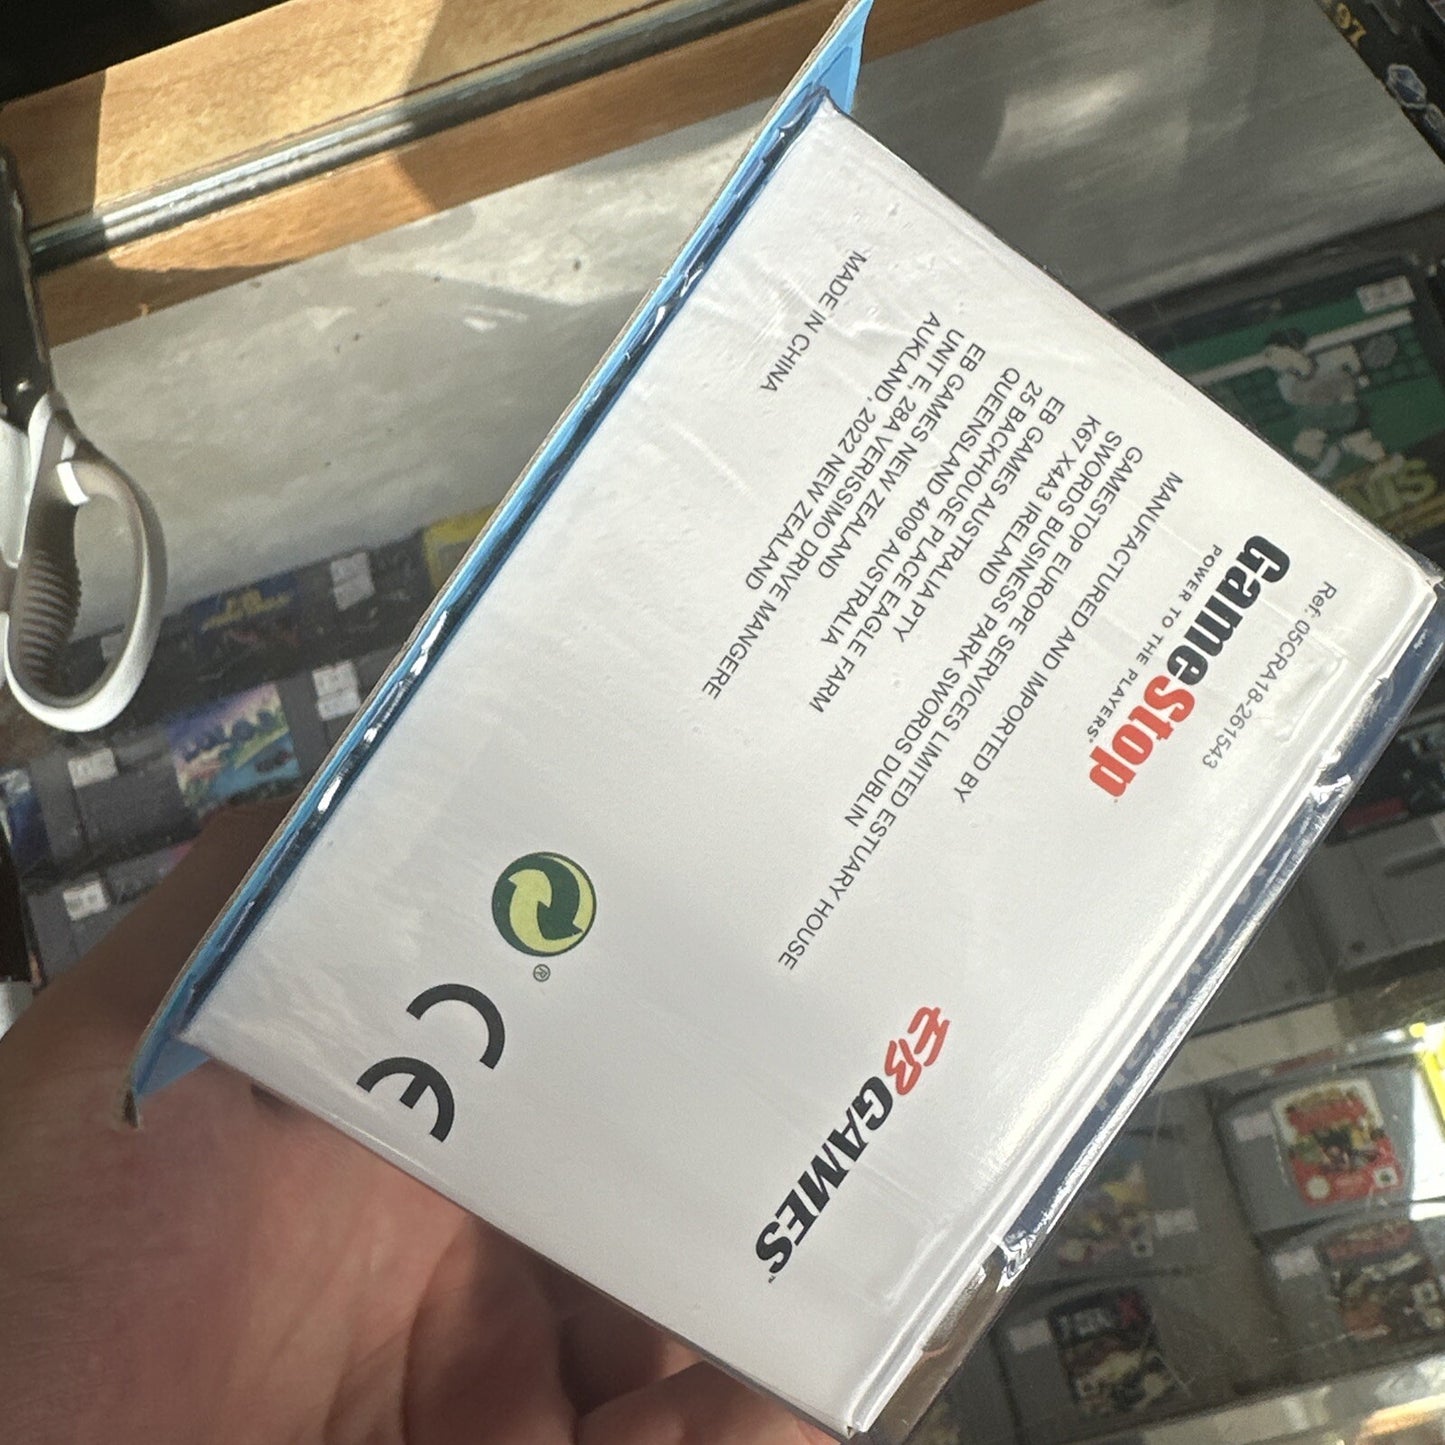 Ref: 05CRA18-261543
GameStop
POWER TO THE PLAYERS®
EB GAMES™
MANUFACTURED AND IMPORTED BY
GAMESTOP EUROPE SERVICES LIMITED ESTUARY HOUSE
SWORDS BUSINESS PARK SWORDS DUBLIN
K67 X4A3 IRELAND
EB GAMES AUSTRALIA PTY
25 BACKHOUSE PLACE EAGLE FARM
QUEENSLAND 4009 AUSTRALIA
EB GAMES NEW ZEALAND
UNIT E, 28A VERISSIMO DRIVE MANGERE
AUKLAND, 2022 NEW ZEALAND
MADE IN CHINA
®
CE